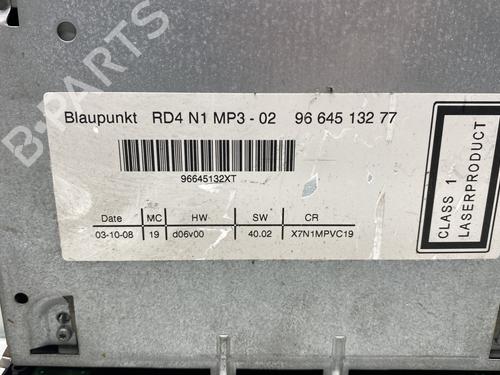 Blaupunkt RD4 N1 MP3 - 02 96 645 132 77
96645132XT
Date MC HW SW CR
03-10-08 19 d06v00 40.02 X7N1MPVC19
CLASS 1
LASERPRODUCT
B-PARTS